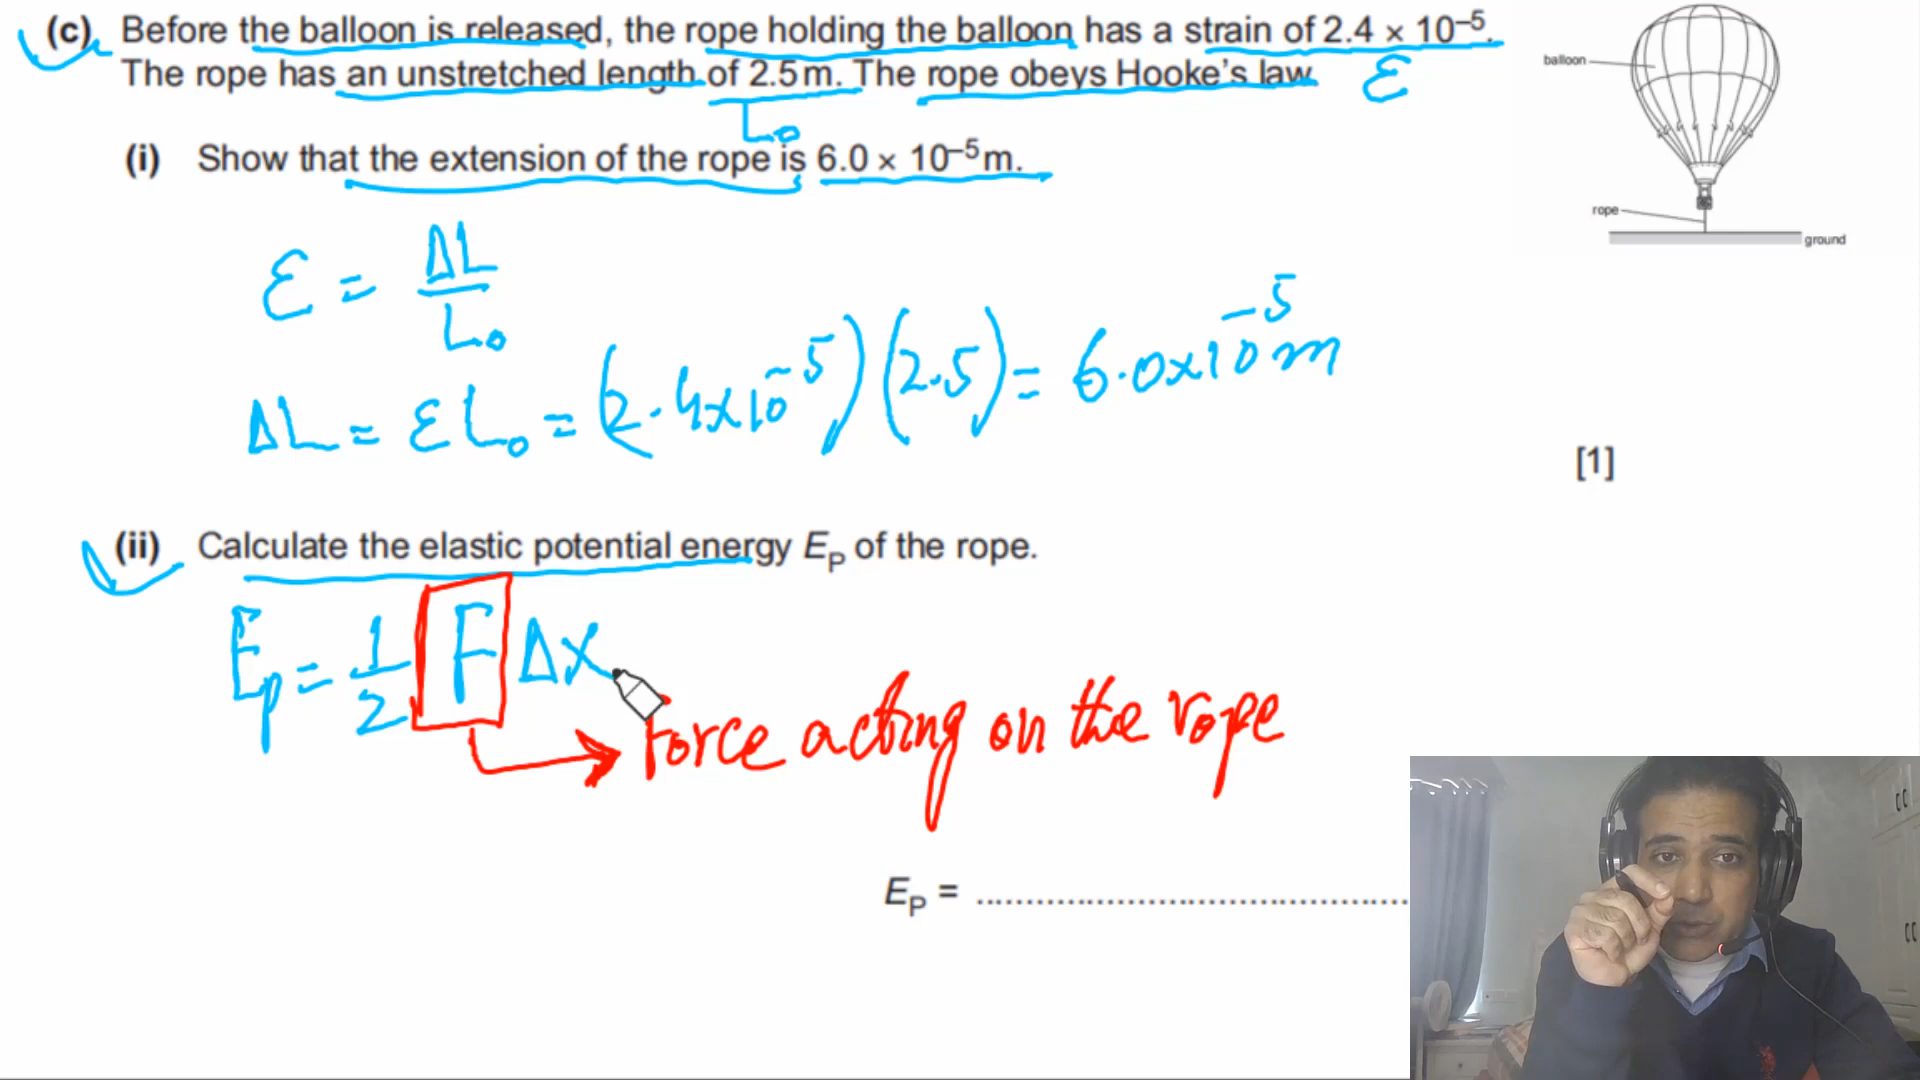 (c) Before the balloon is released, the rope holding the balloon has a strain of 2.4 × 10⁻⁵.
The rope has an unstretched length of 2.5 m. The rope obeys Hooke's law.
ε
L₀
balloon
rope
ground
(i) Show that the extension of the rope is 6.0 × 10⁻⁵ m.
ε = ΔL / L₀
ΔL = εL₀ = (2.4×10⁻⁵)(2.5) = 6.0×10⁻⁵ m
[1]
(ii) Calculate the elastic potential energy E_P of the rope.
E_p = 1/2 F Δx
Force acting on the rope
E_P = ............................................